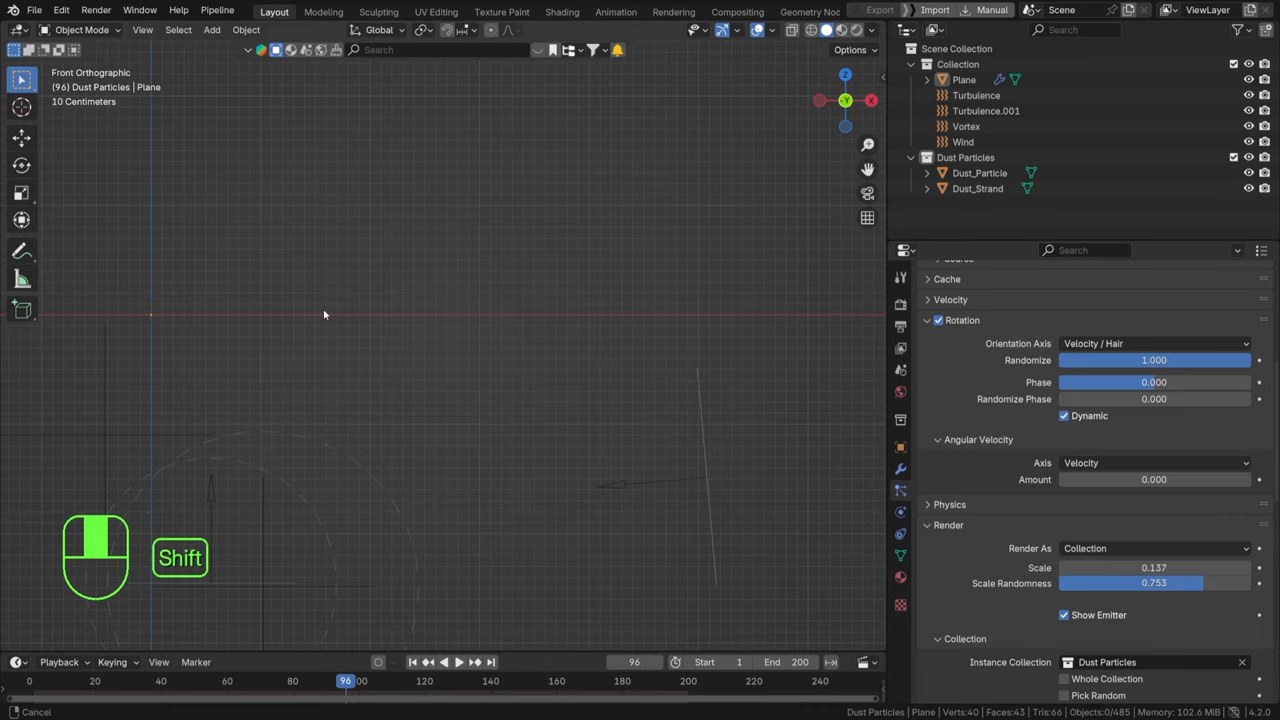 File Edit Render Window Help Pipeline Layout Modeling Sculpting UV Editing Texture Paint Shading Animation Rendering Compositing Geometry No Export Import Manual Scene ViewLayer
Object Mode View Select Add Object Global
Search Options
Front Orthographic
(96) Dust Particles | Plane
10 Centimeters
Z
Y
X
Shift
Search
Scene Collection
Collection
Plane
Turbulence
Turbulence.001
Vortex
Wind
Dust Particles
Dust_Particle
Dust_Strand
Search
Cache
Velocity
Rotation
Orientation Axis Velocity / Hair
Randomize 1.000
Phase 0.000
Randomize Phase 0.000
Dynamic
Angular Velocity
Axis Velocity
Amount 0.000
Physics
Render
Render As Collection
Scale 0.137
Scale Randomness 0.753
Show Emitter
Collection
Instance Collection Dust Particles
Whole Collection
Pick Random
Playback Keying View Marker 96 Start 1 End 200
0 20 40 60 80 96 00 120 140 160 180 200 220 240
Cancel Dust Particles | Plane Verts:40 Faces:43 Tris:66 Objects:0/485 Memory: 102.6 MiB 4.2.0